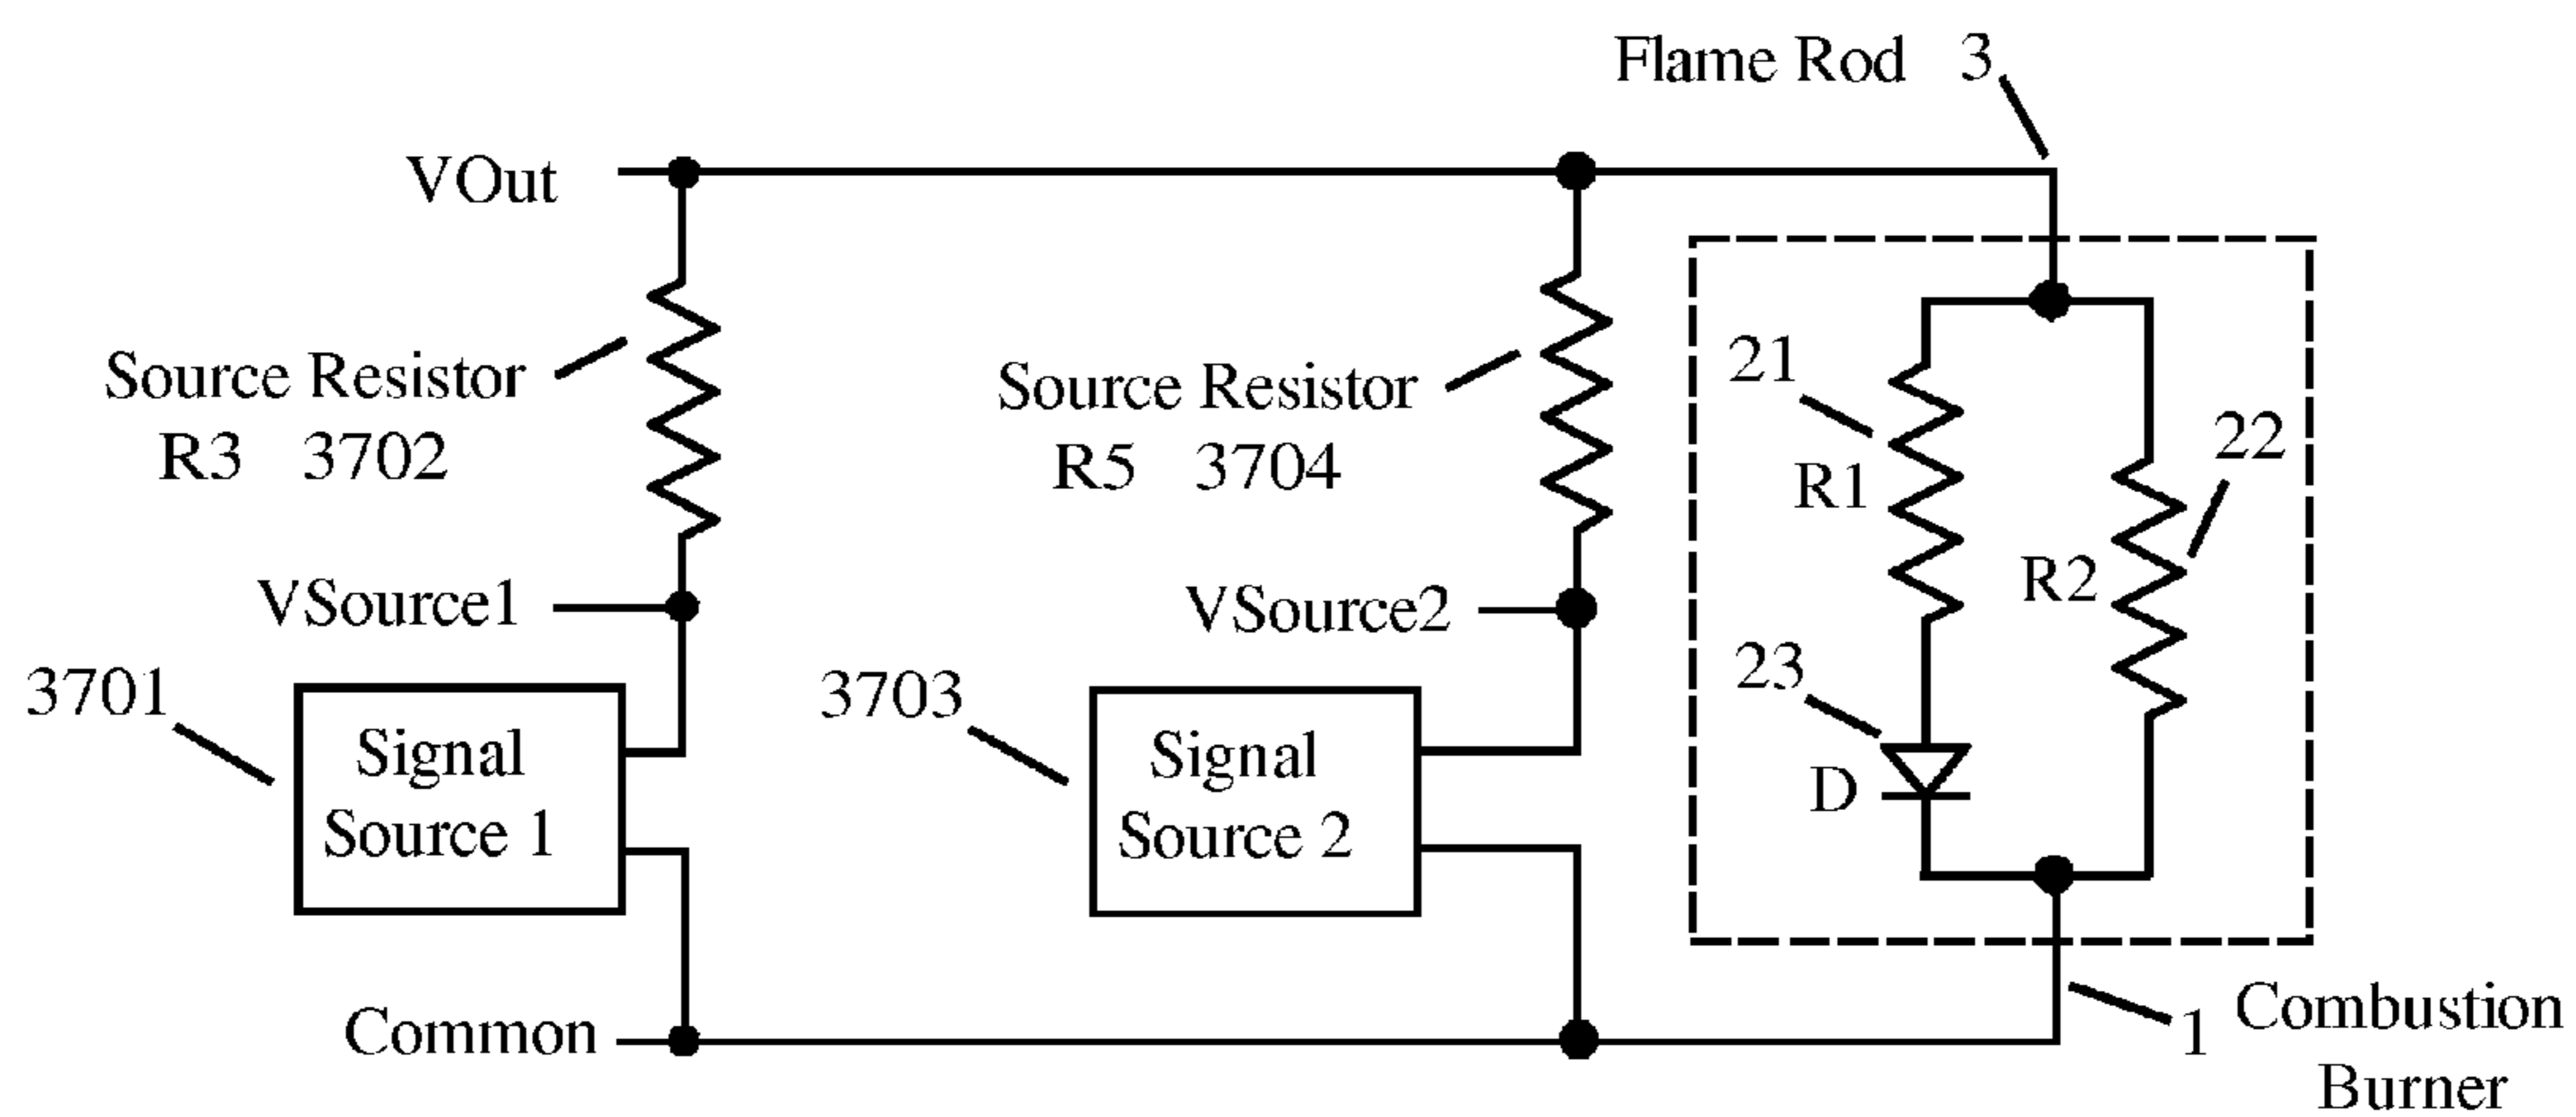 Flame Rod 3
VOut
Source Resistor
R3 3702
Source Resistor
R5 3704
21
R1
22
R2
VSource1
VSource2
23
D
3701
Signal
Source 1
3703
Signal
Source 2
Common
1 Combustion
Burner